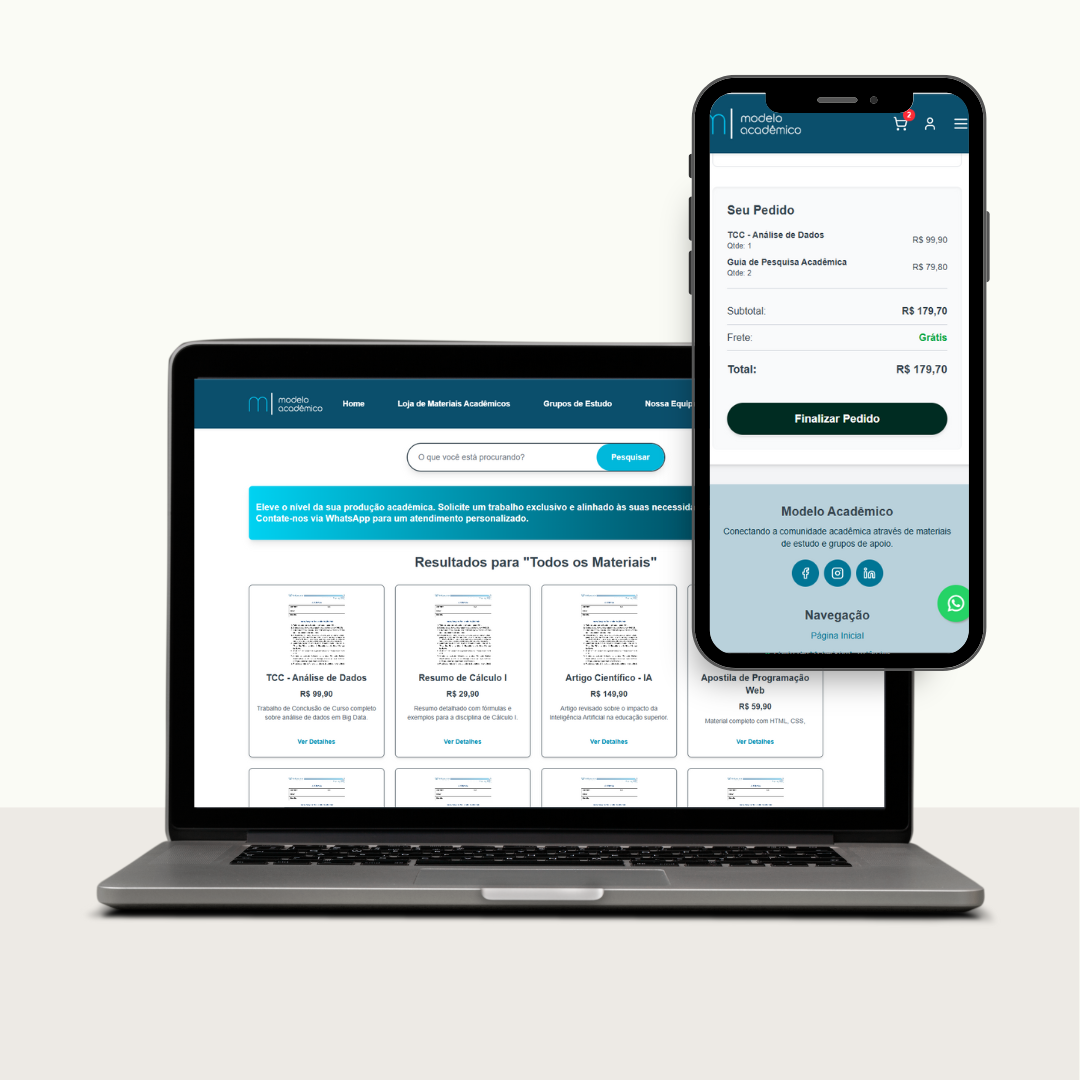 modelo
acadêmico
2
Seu Pedido
TCC - Análise de Dados
R$ 99,90
Qtde: 1
Guia de Pesquisa Acadêmica
R$ 79,80
Qtde: 2
Subtotal: R$ 179,70
Frete: Grátis
Total: R$ 179,70
Finalizar Pedido
Modelo Acadêmico
Conectando a comunidade acadêmica através de materiais
de estudo e grupos de apoio.
Navegação
Página Inicial
modelo
acadêmico
Home Loja de Materiais Acadêmicos Grupos de Estudo Nossa Equip
O que você está procurando? Pesquisar
Eleve o nível da sua produção acadêmica. Solicite um trabalho exclusivo e alinhado às suas necessida
Contate-nos via WhatsApp para um atendimento personalizado.
Resultados para "Todos os Materiais"
TCC - Análise de Dados
R$ 99,90
Trabalho de Conclusão de Curso completo
sobre análise de dados em Big Data.
Ver Detalhes
Resumo de Cálculo I
R$ 29,90
Resumo detalhado com fórmulas e
exemplos para a disciplina de Cálculo I.
Ver Detalhes
Artigo Científico - IA
R$ 149,90
Artigo revisado sobre o impacto da
Inteligência Artificial na educação superior.
Ver Detalhes
Apostila de Programação
Web
R$ 59,90
Material completo com HTML, CSS,
Ver Detalhes